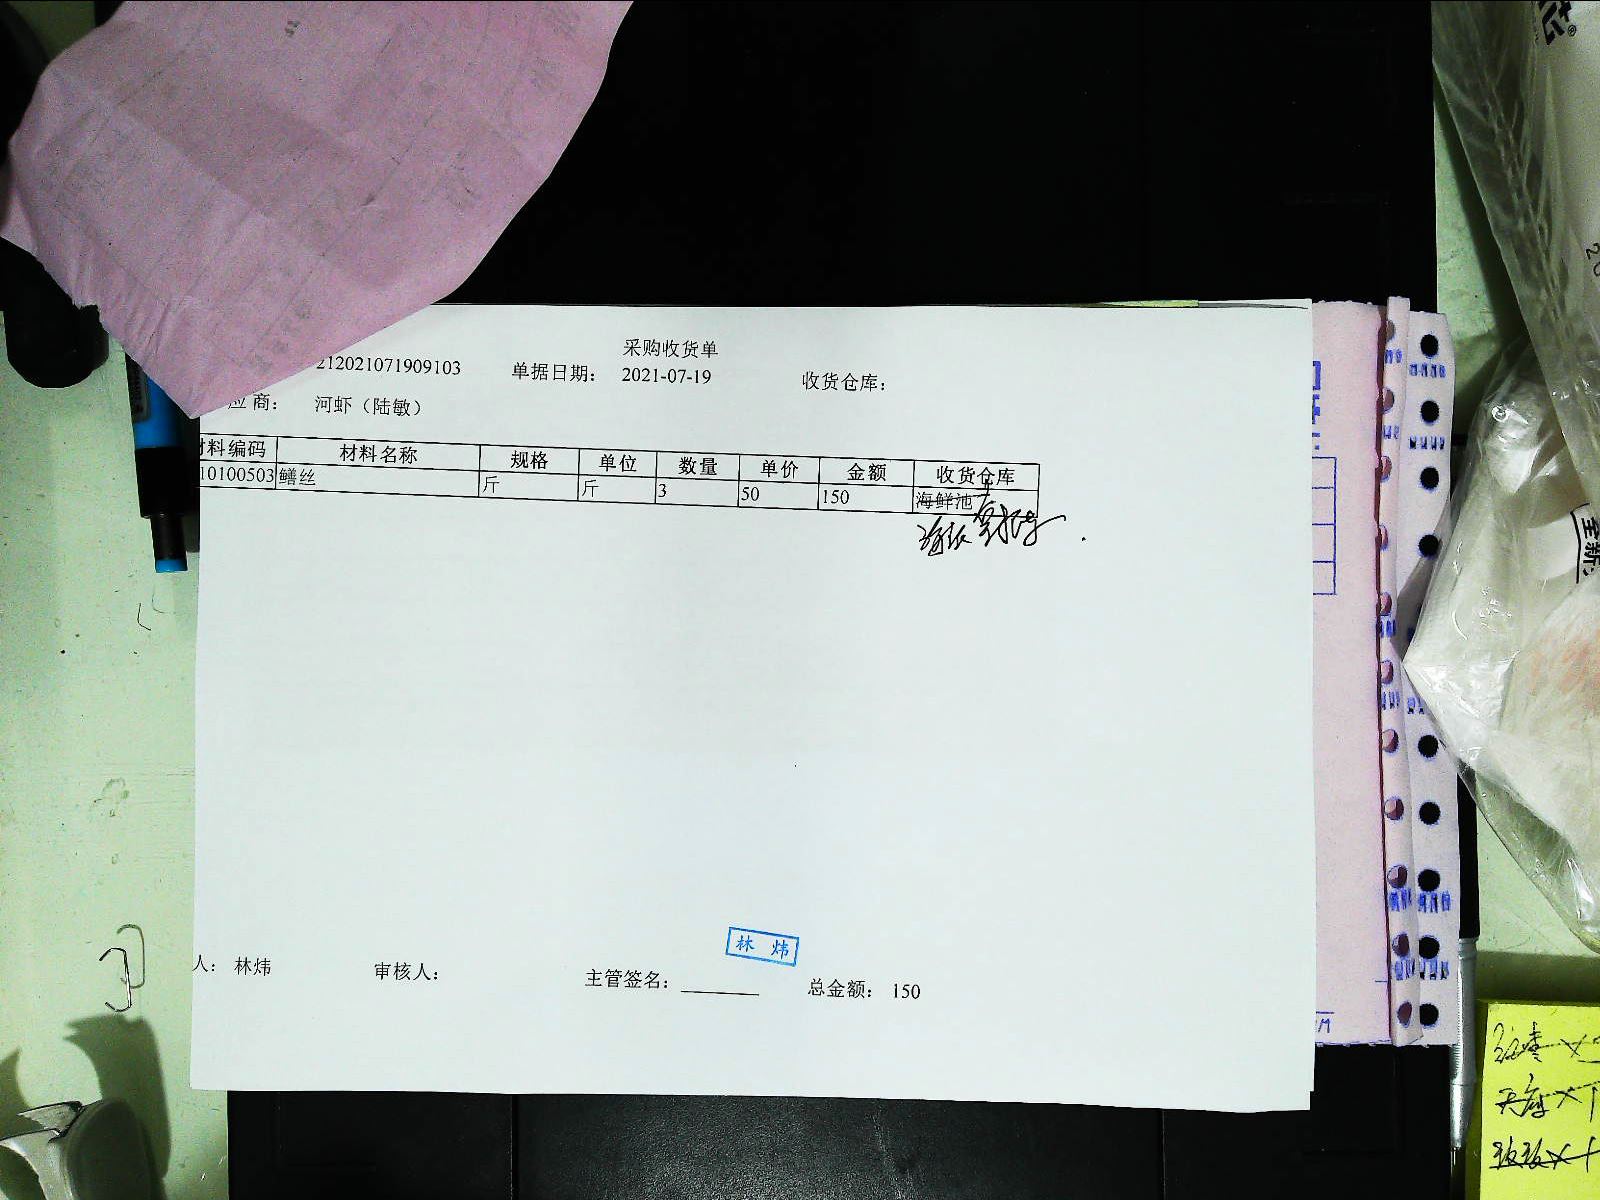 采购收货单
212021071909103 单据日期： 2021-07-19 收货仓库：
应商： 河虾（陆敏）
材料编码 材料名称 规格 单位 数量 单价 金额 收货仓库
10100503 鳝丝 斤 斤 3 50 150 海鲜池
林 炜
人： 林炜 审核人： 主管签名： 总金额： 150